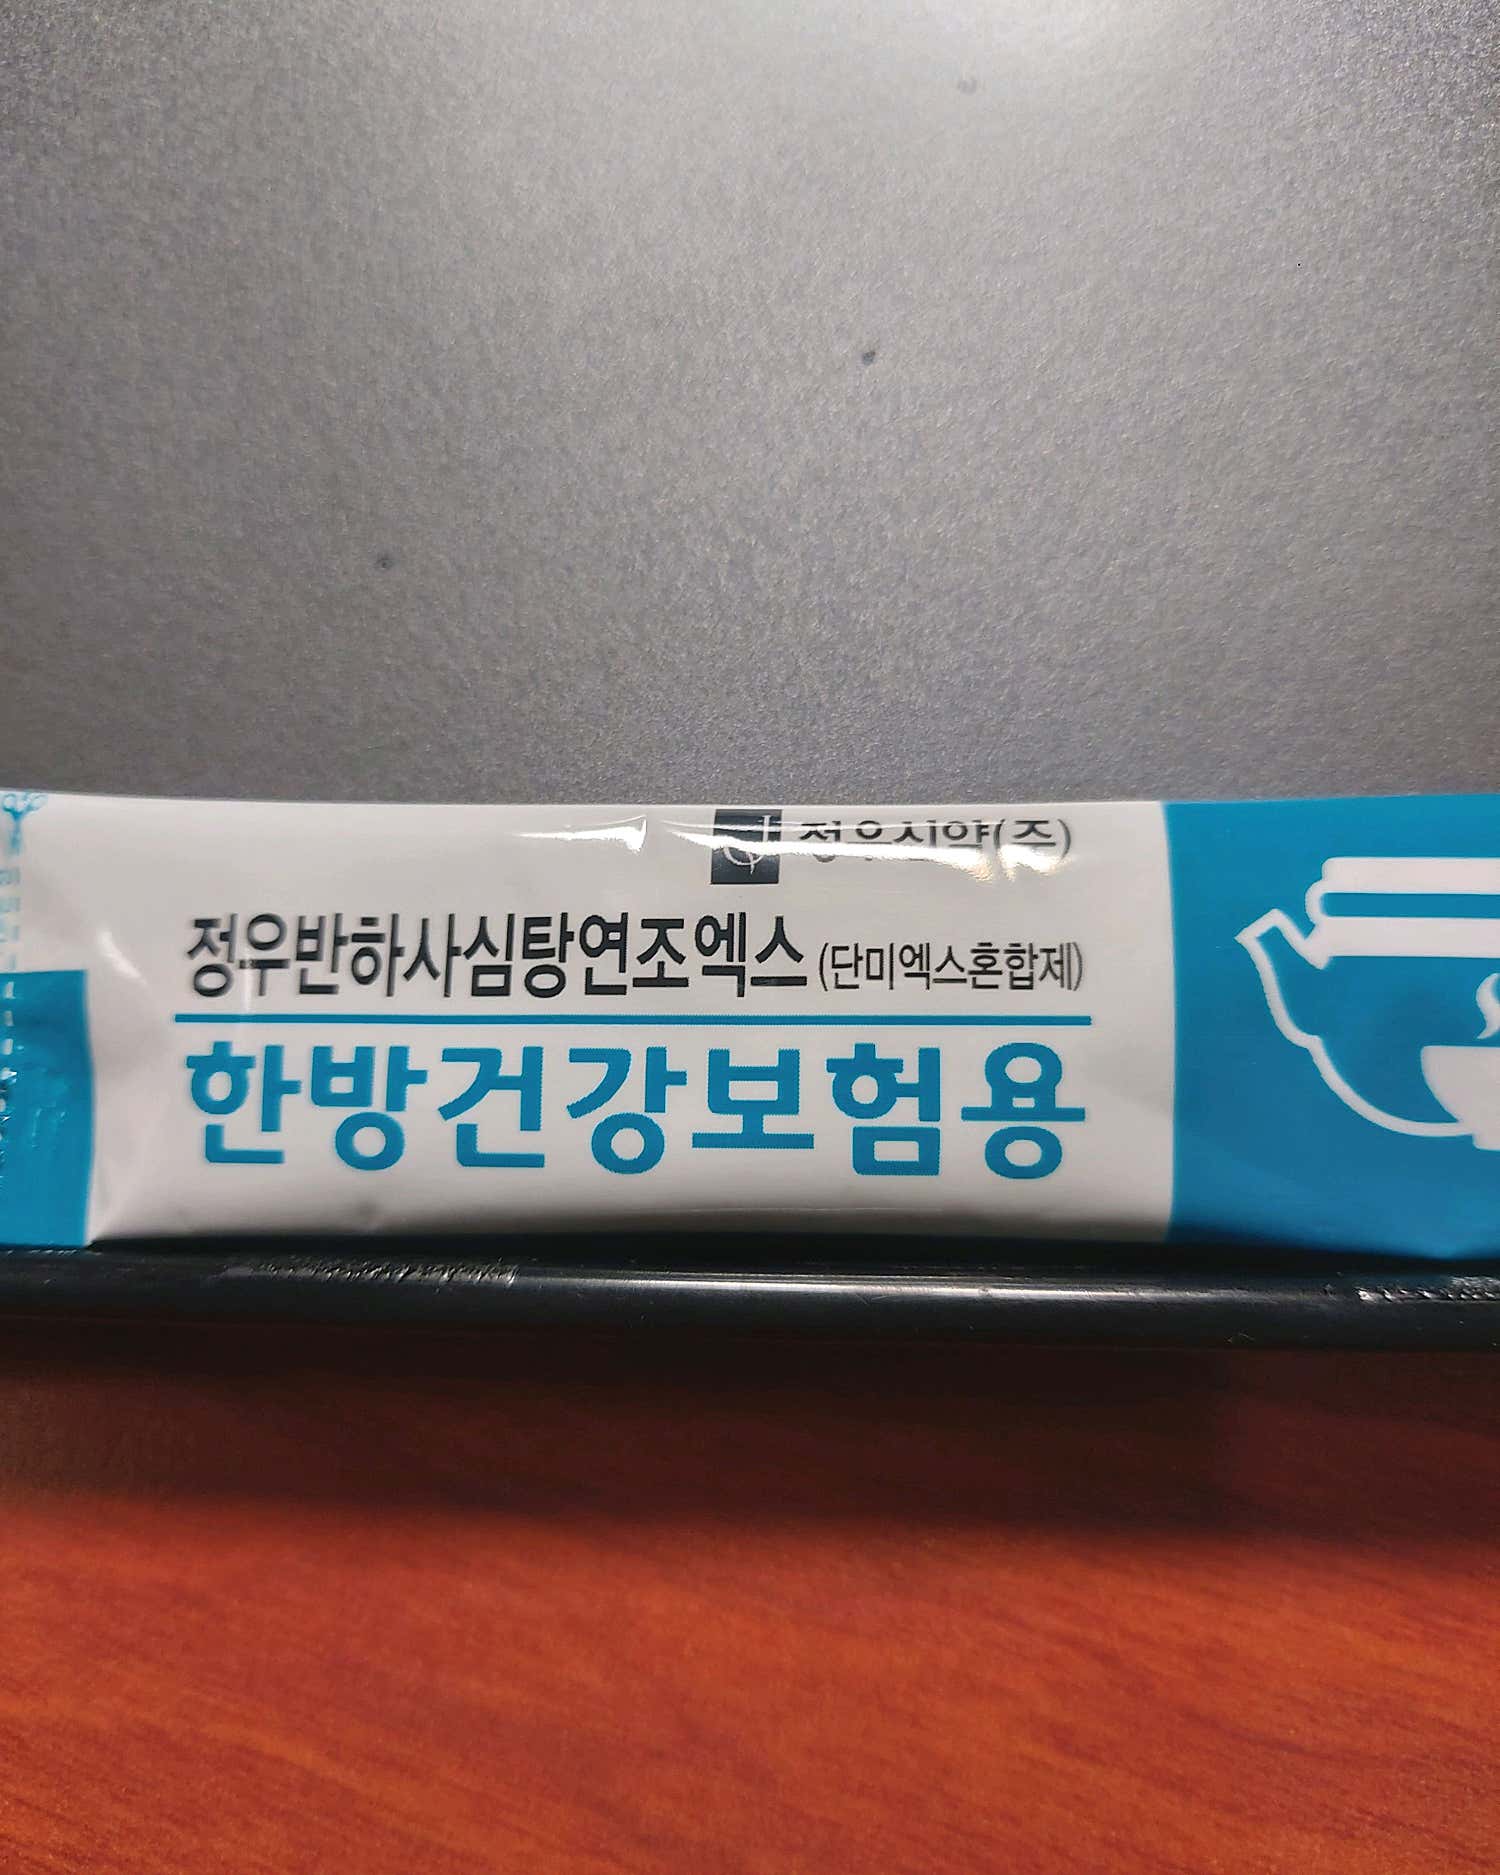 정우신약(주)
정우반하사심탕연조엑스 (단미엑스혼합제)
한방건강보험용